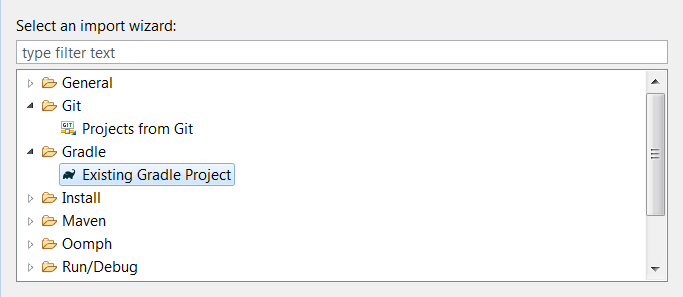 Select an import wizard:
type filter text
General
Git
GIT Projects from Git
Gradle
Existing Gradle Project
Install
Maven
Oomph
Run/Debug